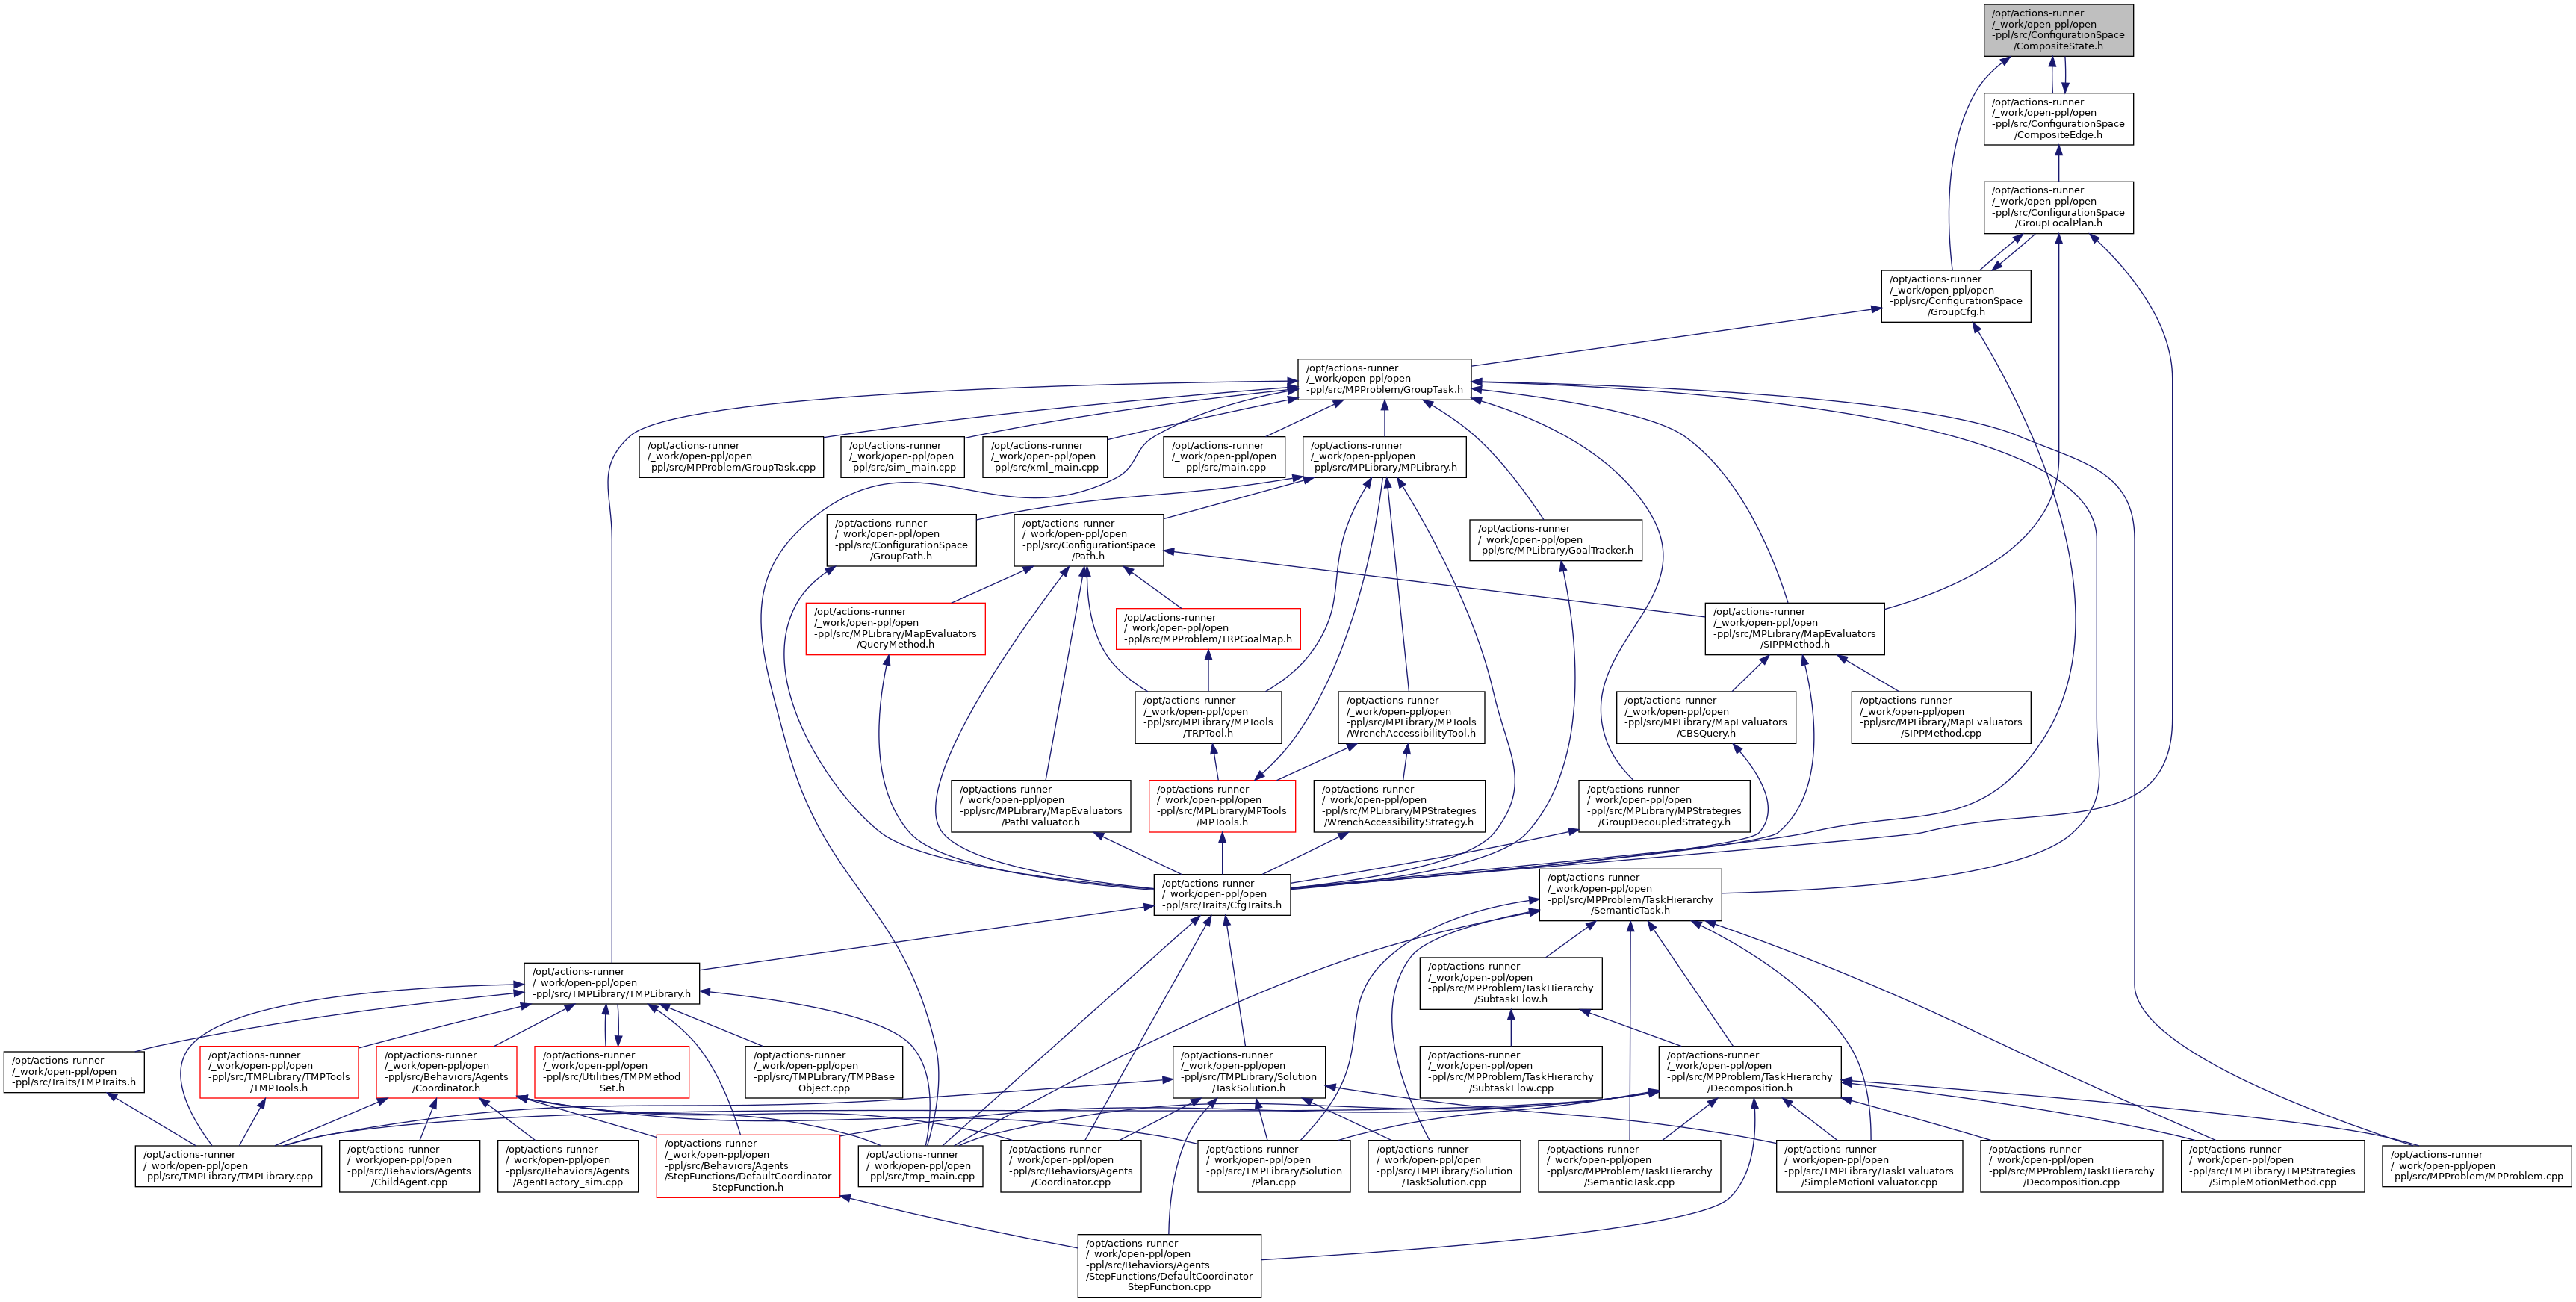 /opt/actions-runner
/_work/open-ppl/open
-ppl/src/ConfigurationSpace
/CompositeState.h
/opt/actions-runner
/_work/open-ppl/open
-ppl/src/ConfigurationSpace
/CompositeEdge.h
/opt/actions-runner
/_work/open-ppl/open
-ppl/src/ConfigurationSpace
/GroupLocalPlan.h
/opt/actions-runner
/_work/open-ppl/open
-ppl/src/ConfigurationSpace
/GroupCfg.h
/opt/actions-runner
/_work/open-ppl/open
-ppl/src/MPProblem/GroupTask.h
/opt/actions-runner
/_work/open-ppl/open
-ppl/src/MPProblem/GroupTask.cpp
/opt/actions-runner
/_work/open-ppl/open
-ppl/src/sim_main.cpp
/opt/actions-runner
/_work/open-ppl/open
-ppl/src/xml_main.cpp
/opt/actions-runner
/_work/open-ppl/open
-ppl/src/main.cpp
/opt/actions-runner
/_work/open-ppl/open
-ppl/src/MPLibrary/MPLibrary.h
/opt/actions-runner
/_work/open-ppl/open
-ppl/src/ConfigurationSpace
/GroupPath.h
/opt/actions-runner
/_work/open-ppl/open
-ppl/src/ConfigurationSpace
/Path.h
/opt/actions-runner
/_work/open-ppl/open
-ppl/src/MPLibrary/GoalTracker.h
/opt/actions-runner
/_work/open-ppl/open
-ppl/src/MPLibrary/MapEvaluators
/QueryMethod.h
/opt/actions-runner
/_work/open-ppl/open
-ppl/src/MPProblem/TRPGoalMap.h
/opt/actions-runner
/_work/open-ppl/open
-ppl/src/MPLibrary/MapEvaluators
/SIPPMethod.h
/opt/actions-runner
/_work/open-ppl/open
-ppl/src/MPLibrary/MPTools
/TRPTool.h
/opt/actions-runner
/_work/open-ppl/open
-ppl/src/MPLibrary/MPTools
/WrenchAccessibilityTool.h
/opt/actions-runner
/_work/open-ppl/open
-ppl/src/MPLibrary/MapEvaluators
/CBSQuery.h
/opt/actions-runner
/_work/open-ppl/open
-ppl/src/MPLibrary/MapEvaluators
/SIPPMethod.cpp
/opt/actions-runner
/_work/open-ppl/open
-ppl/src/MPLibrary/MapEvaluators
/PathEvaluator.h
/opt/actions-runner
/_work/open-ppl/open
-ppl/src/MPLibrary/MPTools
/MPTools.h
/opt/actions-runner
/_work/open-ppl/open
-ppl/src/MPLibrary/MPStrategies
/WrenchAccessibilityStrategy.h
/opt/actions-runner
/_work/open-ppl/open
-ppl/src/MPLibrary/MPStrategies
/GroupDecoupledStrategy.h
/opt/actions-runner
/_work/open-ppl/open
-ppl/src/Traits/CfgTraits.h
/opt/actions-runner
/_work/open-ppl/open
-ppl/src/MPProblem/TaskHierarchy
/SemanticTask.h
/opt/actions-runner
/_work/open-ppl/open
-ppl/src/TMPLibrary/TMPLibrary.h
/opt/actions-runner
/_work/open-ppl/open
-ppl/src/MPProblem/TaskHierarchy
/SubtaskFlow.h
/opt/actions-runner
/_work/open-ppl/open
-ppl/src/Traits/TMPTraits.h
/opt/actions-runner
/_work/open-ppl/open
-ppl/src/TMPLibrary/TMPTools
/TMPTools.h
/opt/actions-runner
/_work/open-ppl/open
-ppl/src/Behaviors/Agents
/Coordinator.h
/opt/actions-runner
/_work/open-ppl/open
-ppl/src/Utilities/TMPMethod
Set.h
/opt/actions-runner
/_work/open-ppl/open
-ppl/src/TMPLibrary/TMPBase
Object.cpp
/opt/actions-runner
/_work/open-ppl/open
-ppl/src/TMPLibrary/Solution
/TaskSolution.h
/opt/actions-runner
/_work/open-ppl/open
-ppl/src/MPProblem/TaskHierarchy
/SubtaskFlow.cpp
/opt/actions-runner
/_work/open-ppl/open
-ppl/src/MPProblem/TaskHierarchy
/Decomposition.h
/opt/actions-runner
/_work/open-ppl/open
-ppl/src/TMPLibrary/TMPLibrary.cpp
/opt/actions-runner
/_work/open-ppl/open
-ppl/src/Behaviors/Agents
/ChildAgent.cpp
/opt/actions-runner
/_work/open-ppl/open
-ppl/src/Behaviors/Agents
/AgentFactory_sim.cpp
/opt/actions-runner
/_work/open-ppl/open
-ppl/src/Behaviors/Agents
/StepFunctions/DefaultCoordinator
StepFunction.h
/opt/actions-runner
/_work/open-ppl/open
-ppl/src/tmp_main.cpp
/opt/actions-runner
/_work/open-ppl/open
-ppl/src/Behaviors/Agents
/Coordinator.cpp
/opt/actions-runner
/_work/open-ppl/open
-ppl/src/TMPLibrary/Solution
/Plan.cpp
/opt/actions-runner
/_work/open-ppl/open
-ppl/src/TMPLibrary/Solution
/TaskSolution.cpp
/opt/actions-runner
/_work/open-ppl/open
-ppl/src/MPProblem/TaskHierarchy
/SemanticTask.cpp
/opt/actions-runner
/_work/open-ppl/open
-ppl/src/TMPLibrary/TaskEvaluators
/SimpleMotionEvaluator.cpp
/opt/actions-runner
/_work/open-ppl/open
-ppl/src/MPProblem/TaskHierarchy
/Decomposition.cpp
/opt/actions-runner
/_work/open-ppl/open
-ppl/src/TMPLibrary/TMPStrategies
/SimpleMotionMethod.cpp
/opt/actions-runner
/_work/open-ppl/open
-ppl/src/MPProblem/MPProblem.cpp
/opt/actions-runner
/_work/open-ppl/open
-ppl/src/Behaviors/Agents
/StepFunctions/DefaultCoordinator
StepFunction.cpp